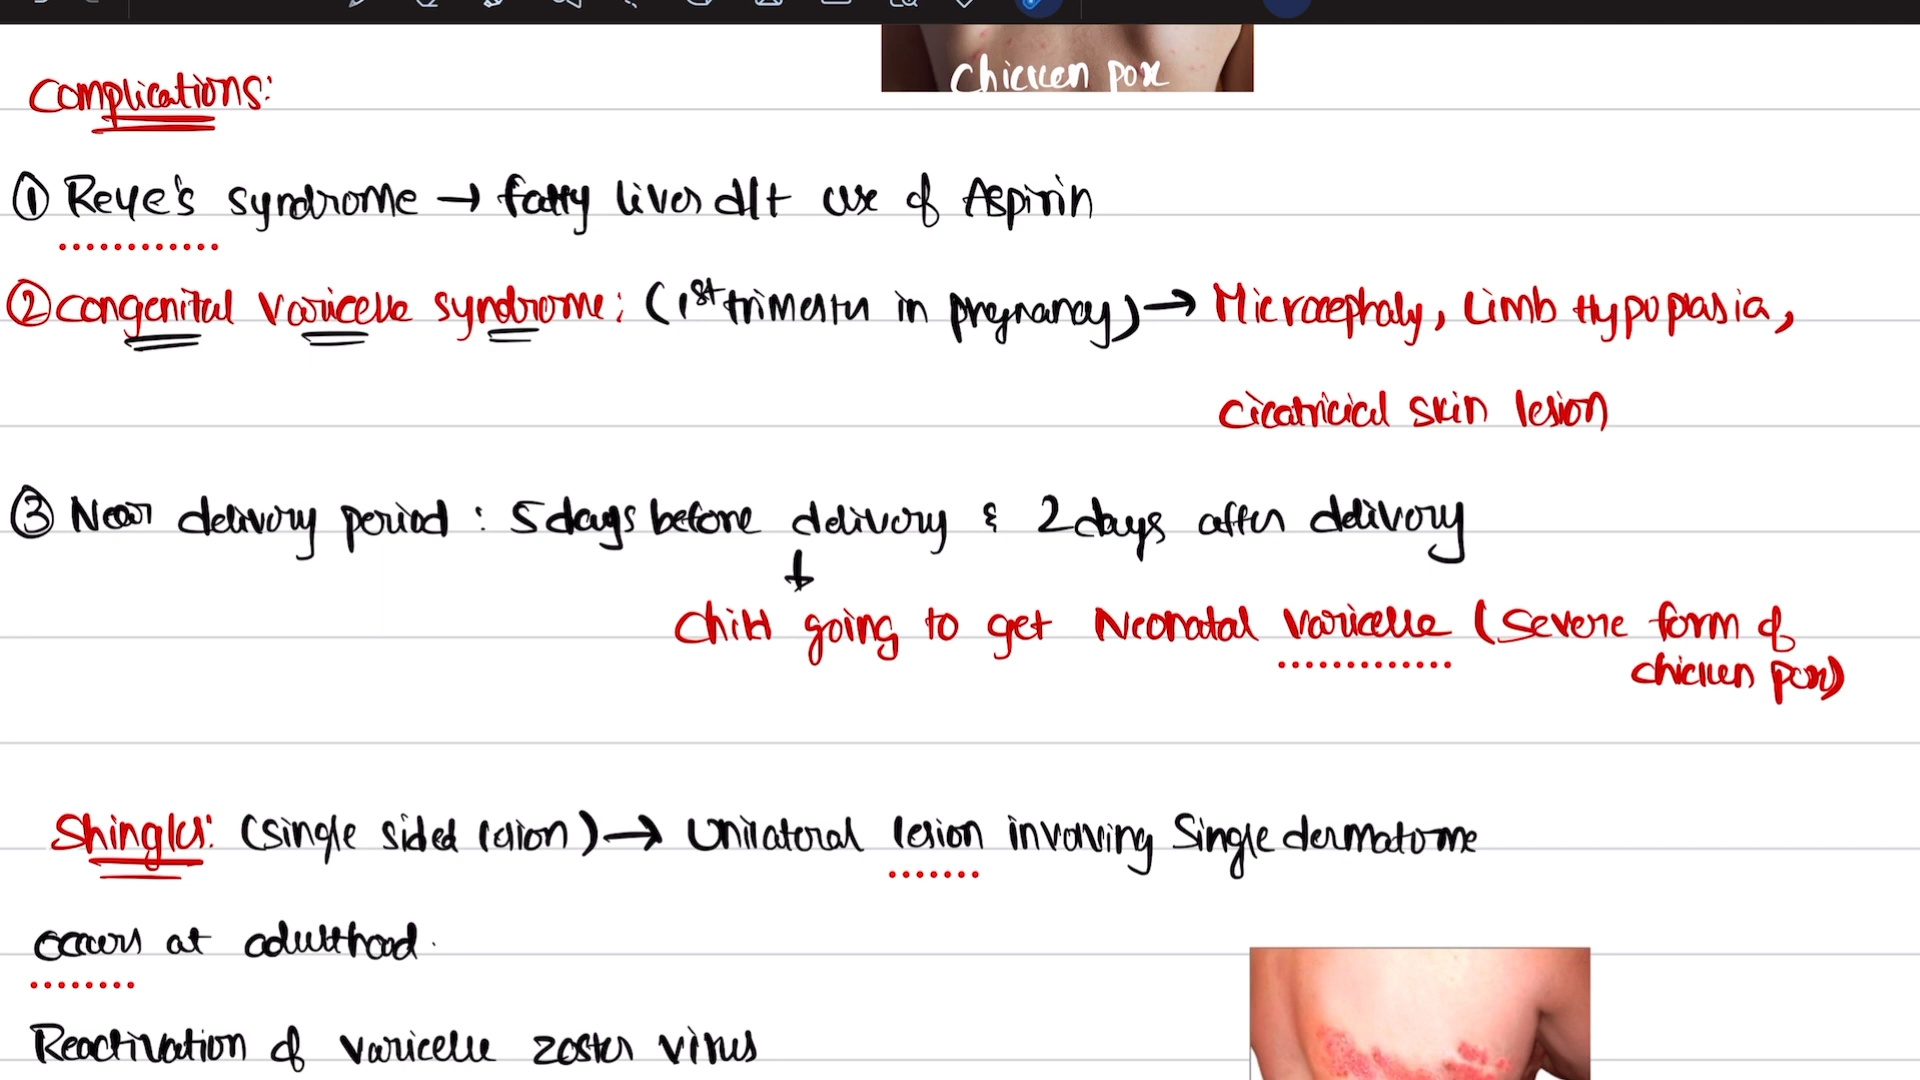 Chicken pox
Complications:
① Reye's syndrome → fatty liver d/t use of Aspirin
② Congenital Varicella syndrome: (1st trimester in pregnancy) → Microcephaly, Limb Hypoplasia,
Cicatricial skin lesion
③ Near delivery period : 5 days before delivery & 2 days after delivery
↓
Child going to get Neonatal varicella (Severe form of
chicken pox)
Shingles: (single sided lesion) → Unilateral lesion involving Single dermatome
occurs at adulthood.
Reactivation of varicella zoster virus